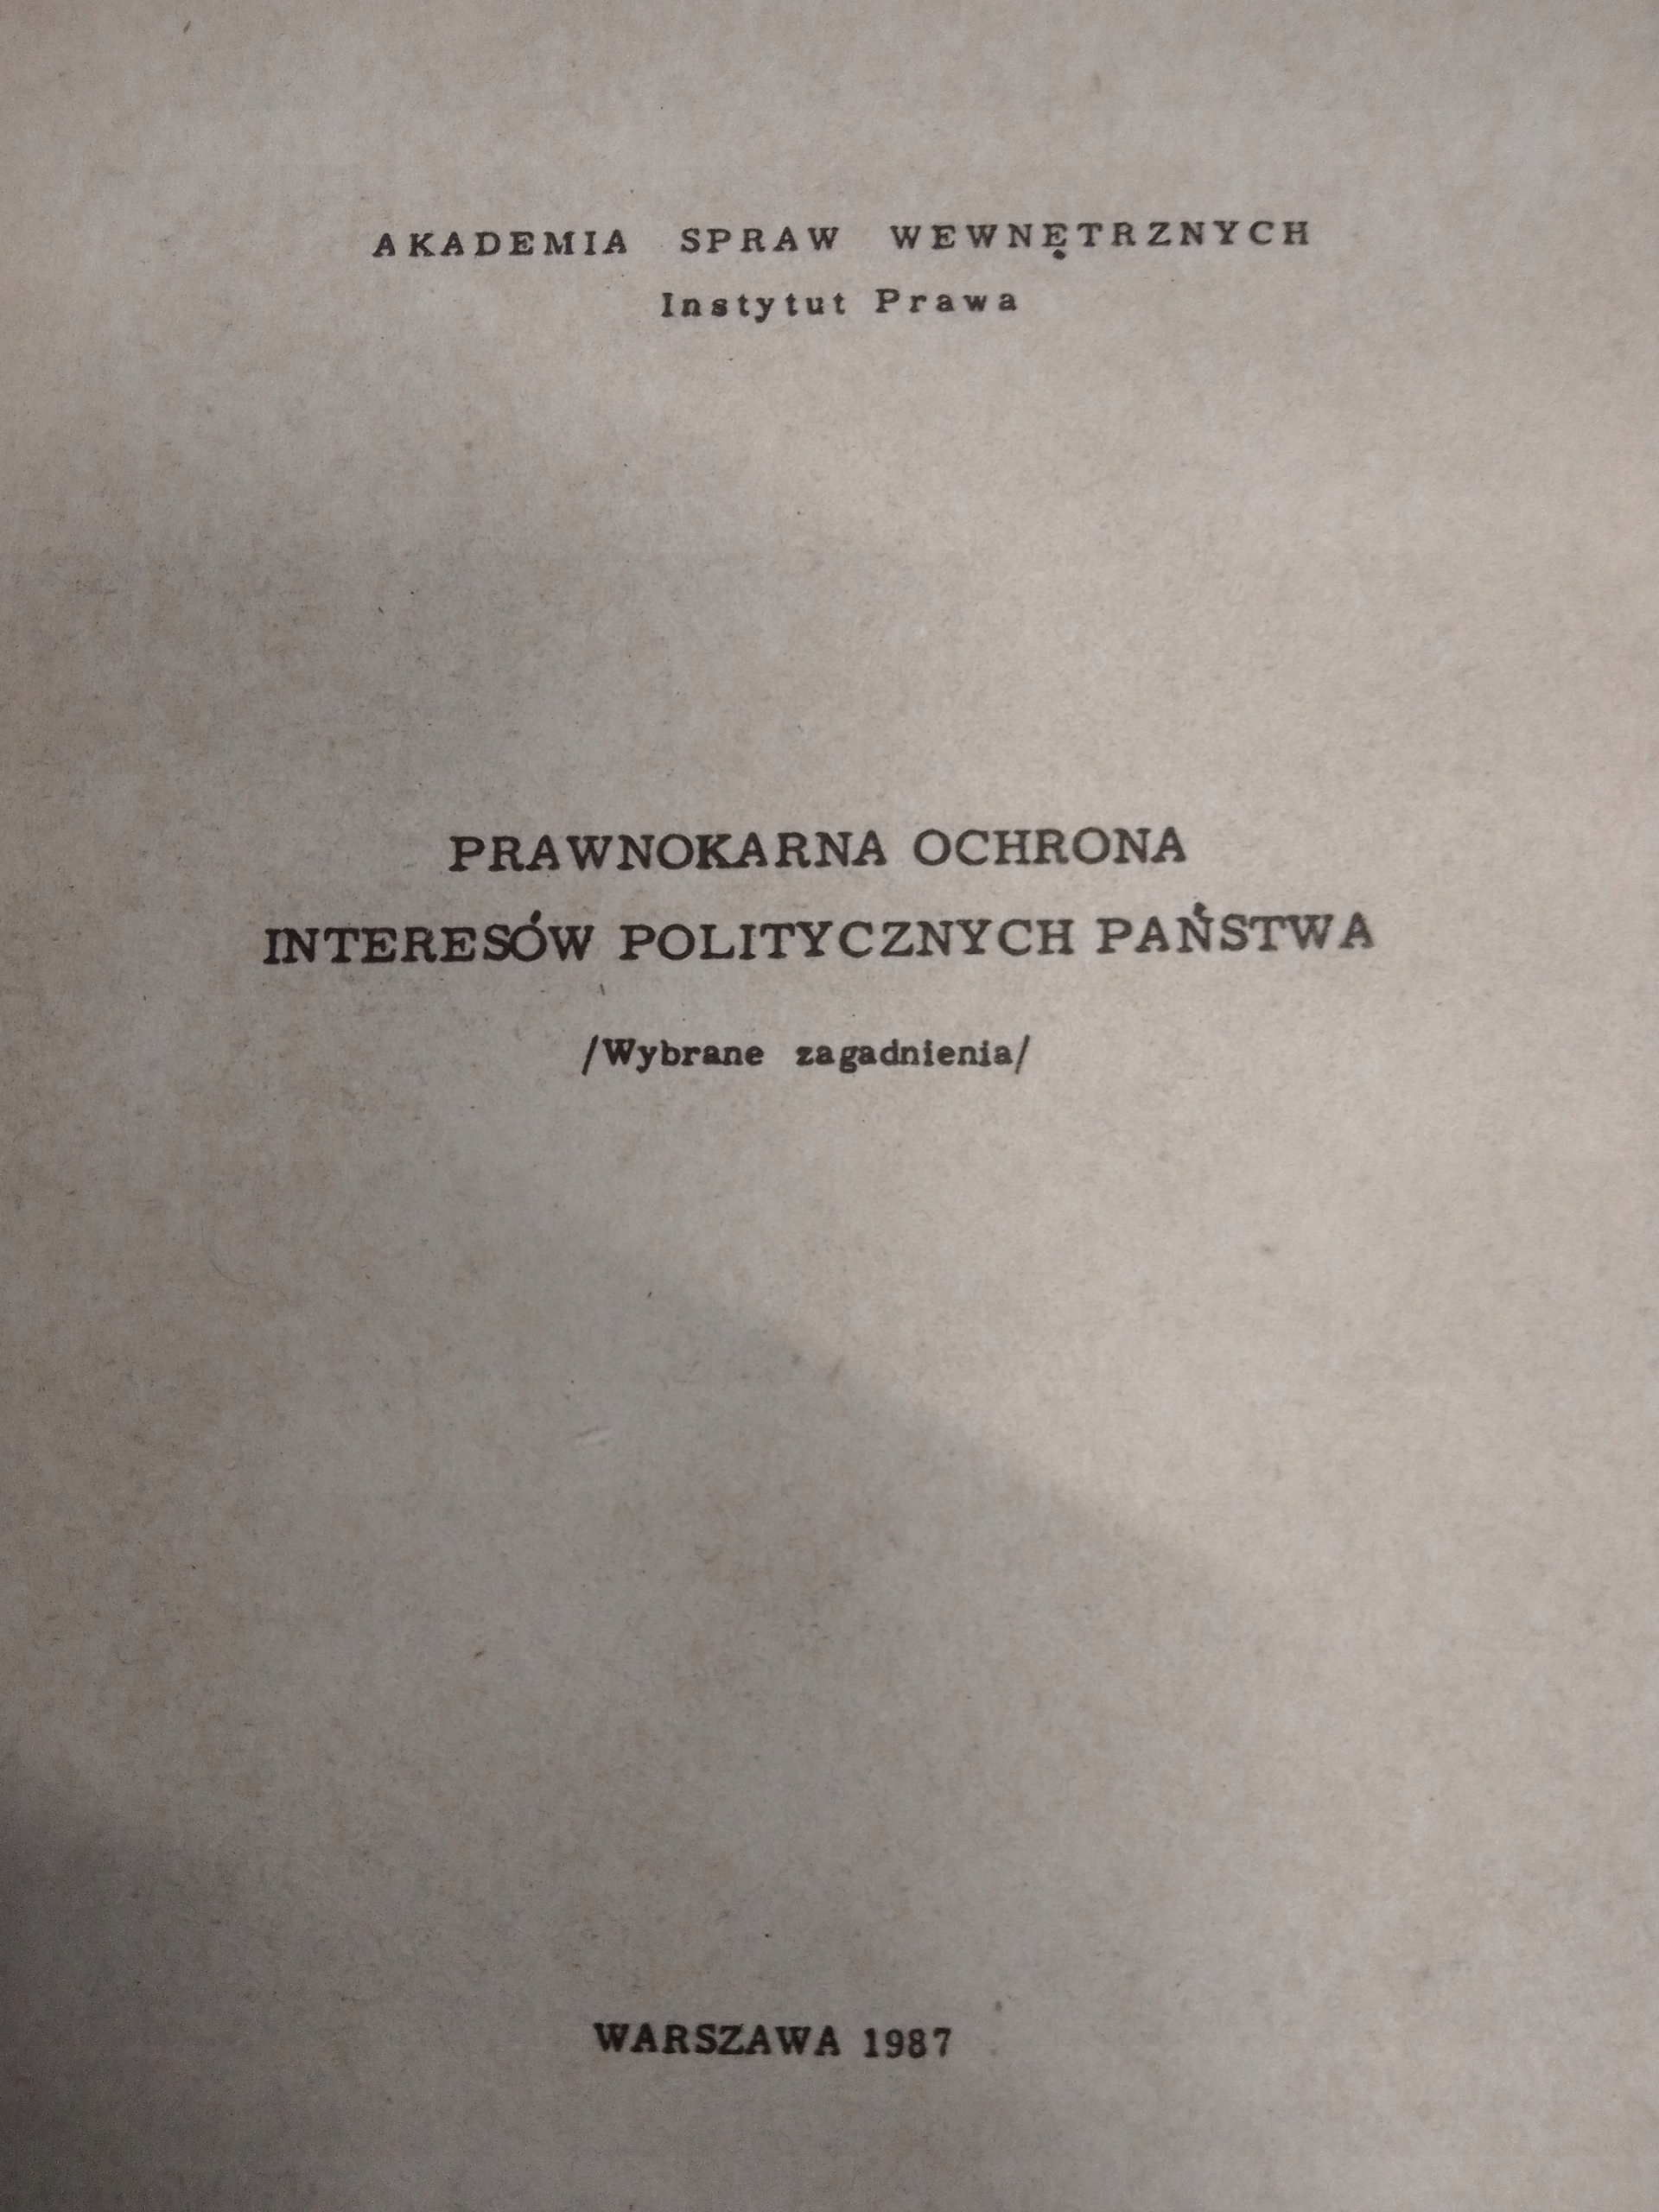 AKADEMIA SPRAW WEWNĘTRZNYCH
Instytut Prawa
PRAWNOKARNA OCHRONA
INTERESÓW POLITYCZNYCH PAŃSTWA
/Wybrane zagadnienia/
WARSZAWA 1987